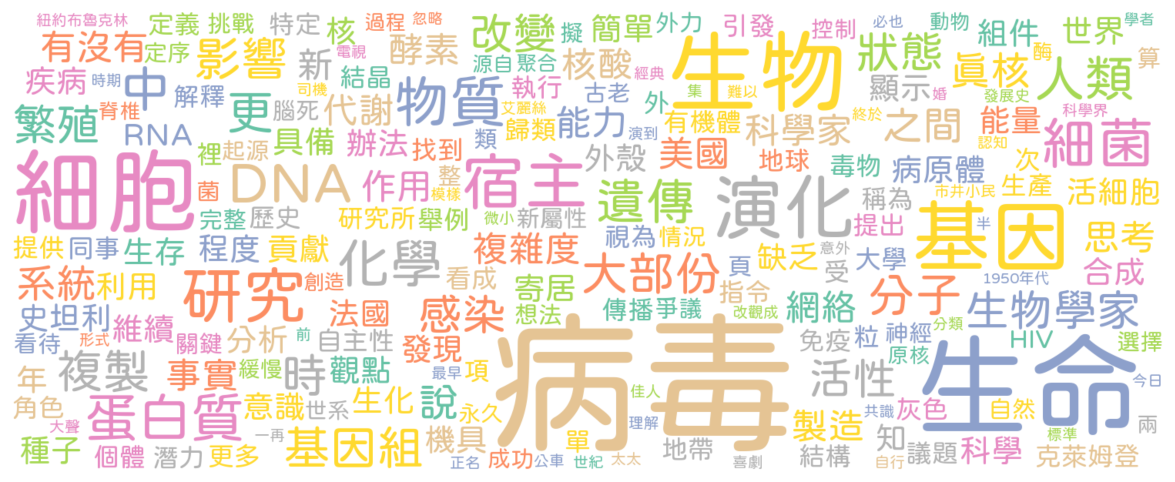 紐約布魯克林 定義 挑戰 特定 核 過程 忽略 改變 擬 簡單 外力 引發 控制 必也 動物 組件 世界 學者
有沒有 定序 影響 新 電視 酵素 源自 聚合 核酸 經典 生物 狀態 真核 酶 人類 算
疾病 時期 中 解釋 司機 結晶 物質 執行 古老 外 集 難以 顯示 婚 發展史 科學界
繁殖 脊椎 RNA 更 腦死 代謝 艾麗絲 歸類 能力 演到 有機體 科學家 終於 之間 能量 認知 細菌
細胞 裡 起源 具備 辦法 找到 類 外殼 美國 地球 毒物 病原體 次
菌 DNA 作用 整 模樣 宿主 遺傳 演化 稱為 市井小民 生產 活細胞
完整 歷史 研究所 舉例 微小 新屬性 提出 基因 半
提供 同事 生存 程度 貢獻 化學 複雜度 視為 情況 缺乏 意外 受 大學 思考
系統 利用 研究 創造 看成 寄居 大部份 頁 指令 分子 1950年代 合成
史坦利 維續 法國 感染 想法 傳播 爭議 改觀成 網絡 生物學家
看待 形式 關鍵 分析 前 自主性 發現 病毒 免疫 粒 神經 分類 HIV 選擇
年 複製 事實 緩慢 時 觀點 最早 項 活性 原核 生命 今日
角色 蛋白質 意識 世系 生化 說 永久 佳人 製造 共識 灰色 自然 兩
大聲 種子 個體 潛力 更多 一再 基因組 機具 單 理解 地帶 知 議題 科學 標準
正名 成功 公車 世紀 太太 喜劇 結構 自行 克萊姆登